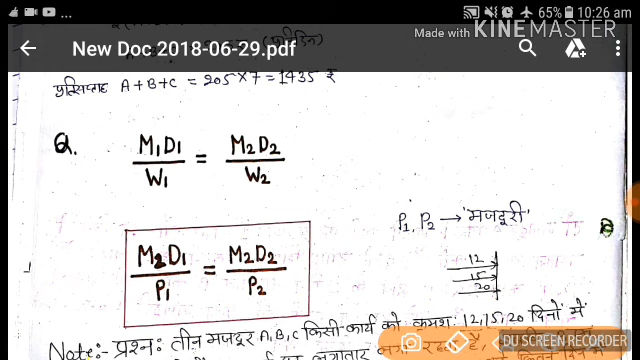 65% 10:26 am
Made with KINEMASTER
New Doc 2018-06-29.pdf
प्रतिसप्ताह A+B+C = 205×7 = 1435 ₹
Q. M₁D₁/W₁ = M₂D₂/W₂
P₁, P₂ → 'मजदूरी'
M₂D₁/P₁ = M₂D₂/P₂
12
15
20
Note:- प्रश्न: तीन मजदूर A, B, C किसी कार्य को क्रमश: 12, 15, 20 दिनों में
DU SCREEN RECORDER